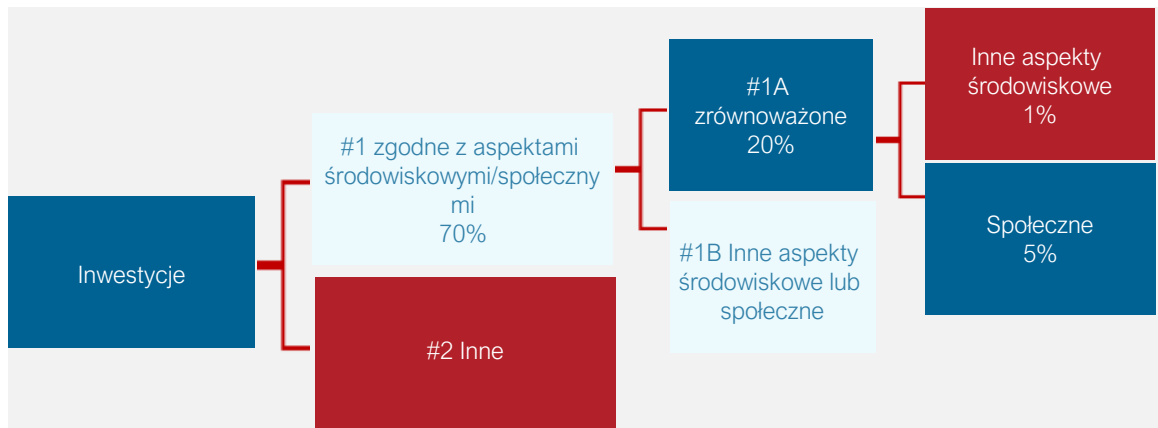 Inwestycje
#1 zgodne z aspektami
środowiskowymi/społeczny
mi
70%
#2 Inne
#1A
zrównoważone
20%
#1B Inne aspekty
środowiskowe lub
społeczne
Inne aspekty
środowiskowe
1%
Społeczne
5%